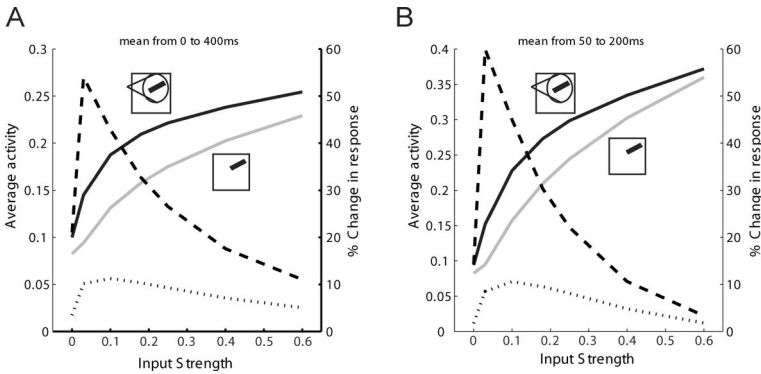 A
mean from 0 to 400ms
0.3
0.25
0.2
0.15
0.1
0.05
0
Average activity
60
50
40
30
20
10
0
% Change in response
0 0.1 0.2 0.3 0.4 0.5 0.6
Input Strength
B
mean from 50 to 200ms
0.4
0.35
0.3
0.25
0.2
0.15
0.1
0.05
0
Average activity
60
50
40
30
20
10
0
% Change in response
0 0.1 0.2 0.3 0.4 0.5 0.6
Input Strength